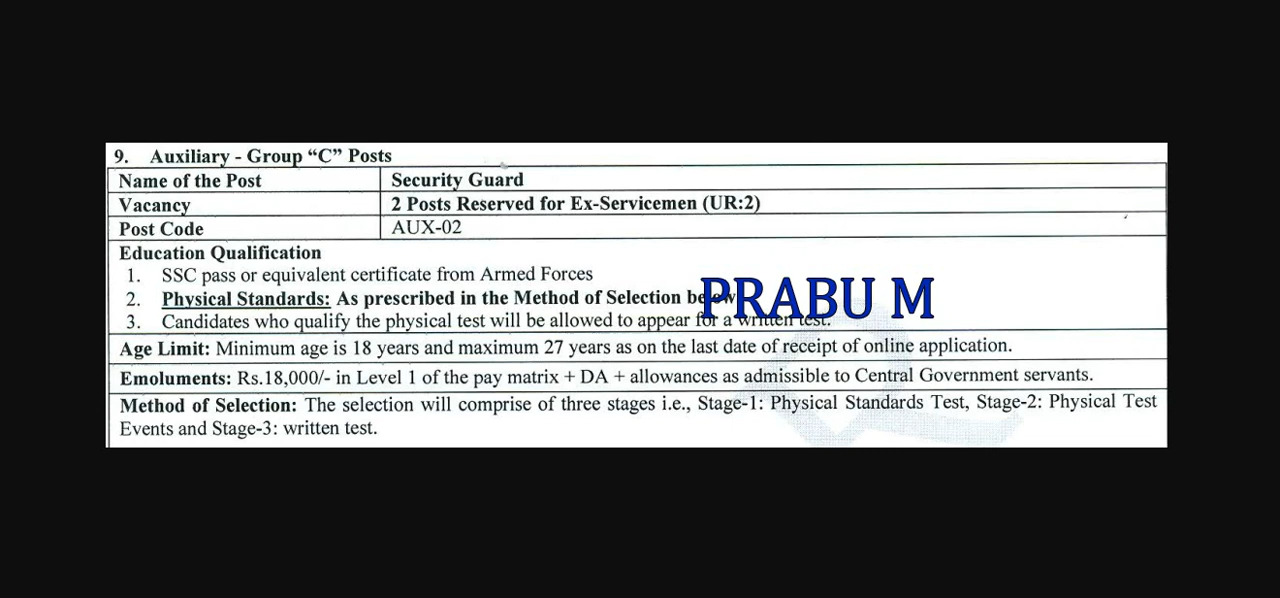 9. Auxiliary - Group “C” Posts
Name of the Post Security Guard
Vacancy 2 Posts Reserved for Ex-Servicemen (UR:2)
Post Code AUX-02
Education Qualification
1. SSC pass or equivalent certificate from Armed Forces
2. Physical Standards: As prescribed in the Method of Selection below
PRABU M
3. Candidates who qualify the physical test will be allowed to appear for a written test.
Age Limit: Minimum age is 18 years and maximum 27 years as on the last date of receipt of online application.
Emoluments: Rs.18,000/- in Level 1 of the pay matrix + DA + allowances as admissible to Central Government servants.
Method of Selection: The selection will comprise of three stages i.e., Stage-1: Physical Standards Test, Stage-2: Physical Test
Events and Stage-3: written test.